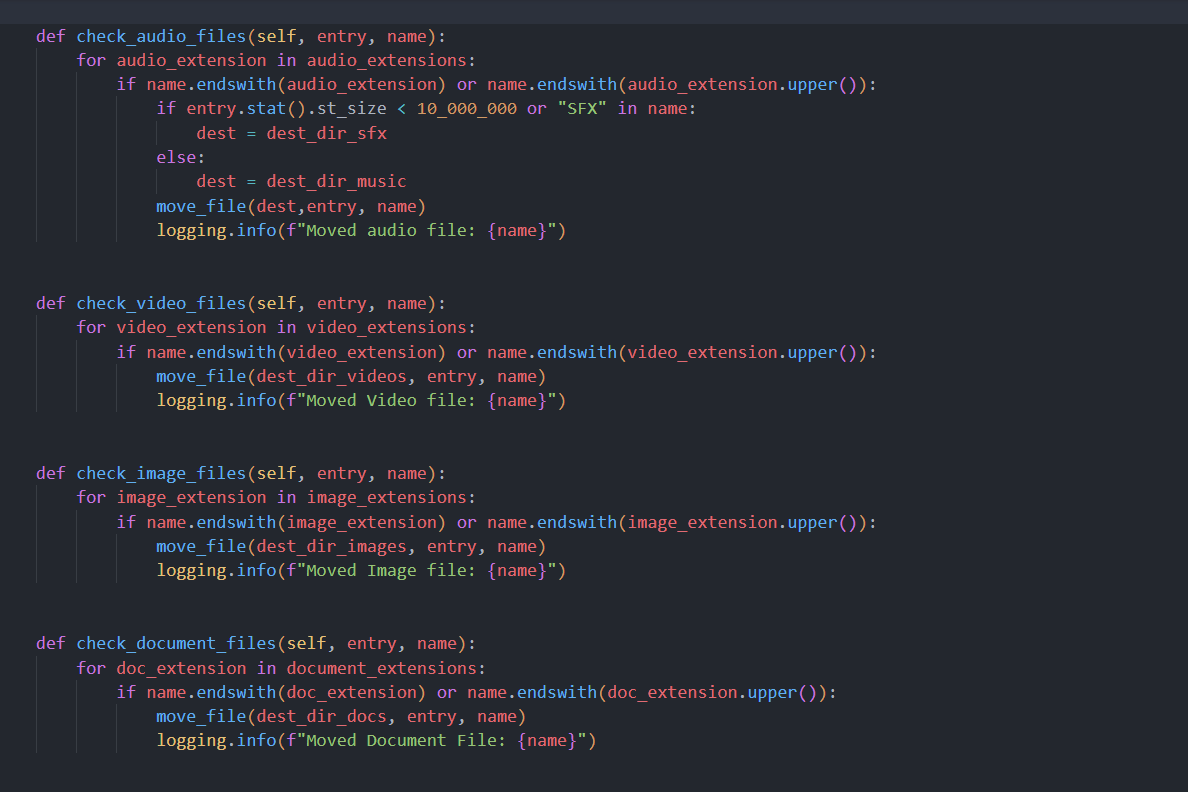 def check_audio_files(self, entry, name):
    for audio_extension in audio_extensions:
        if name.endswith(audio_extension) or name.endswith(audio_extension.upper()):
            if entry.stat().st_size < 10_000_000 or "SFX" in name:
                dest = dest_dir_sfx
            else:
                dest = dest_dir_music
            move_file(dest,entry, name)
            logging.info(f"Moved audio file: {name}")
def check_video_files(self, entry, name):
    for video_extension in video_extensions:
        if name.endswith(video_extension) or name.endswith(video_extension.upper()):
            move_file(dest_dir_videos, entry, name)
            logging.info(f"Moved Video file: {name}")
def check_image_files(self, entry, name):
    for image_extension in image_extensions:
        if name.endswith(image_extension) or name.endswith(image_extension.upper()):
            move_file(dest_dir_images, entry, name)
            logging.info(f"Moved Image file: {name}")
def check_document_files(self, entry, name):
    for doc_extension in document_extensions:
        if name.endswith(doc_extension) or name.endswith(doc_extension.upper()):
            move_file(dest_dir_docs, entry, name)
            logging.info(f"Moved Document File: {name}")